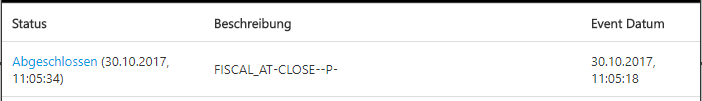 Status Beschreibung Event Datum
Abgeschlossen (30.10.2017, FISCAL_AT-CLOSE--P- 30.10.2017,
11:05:34) 11:05:18